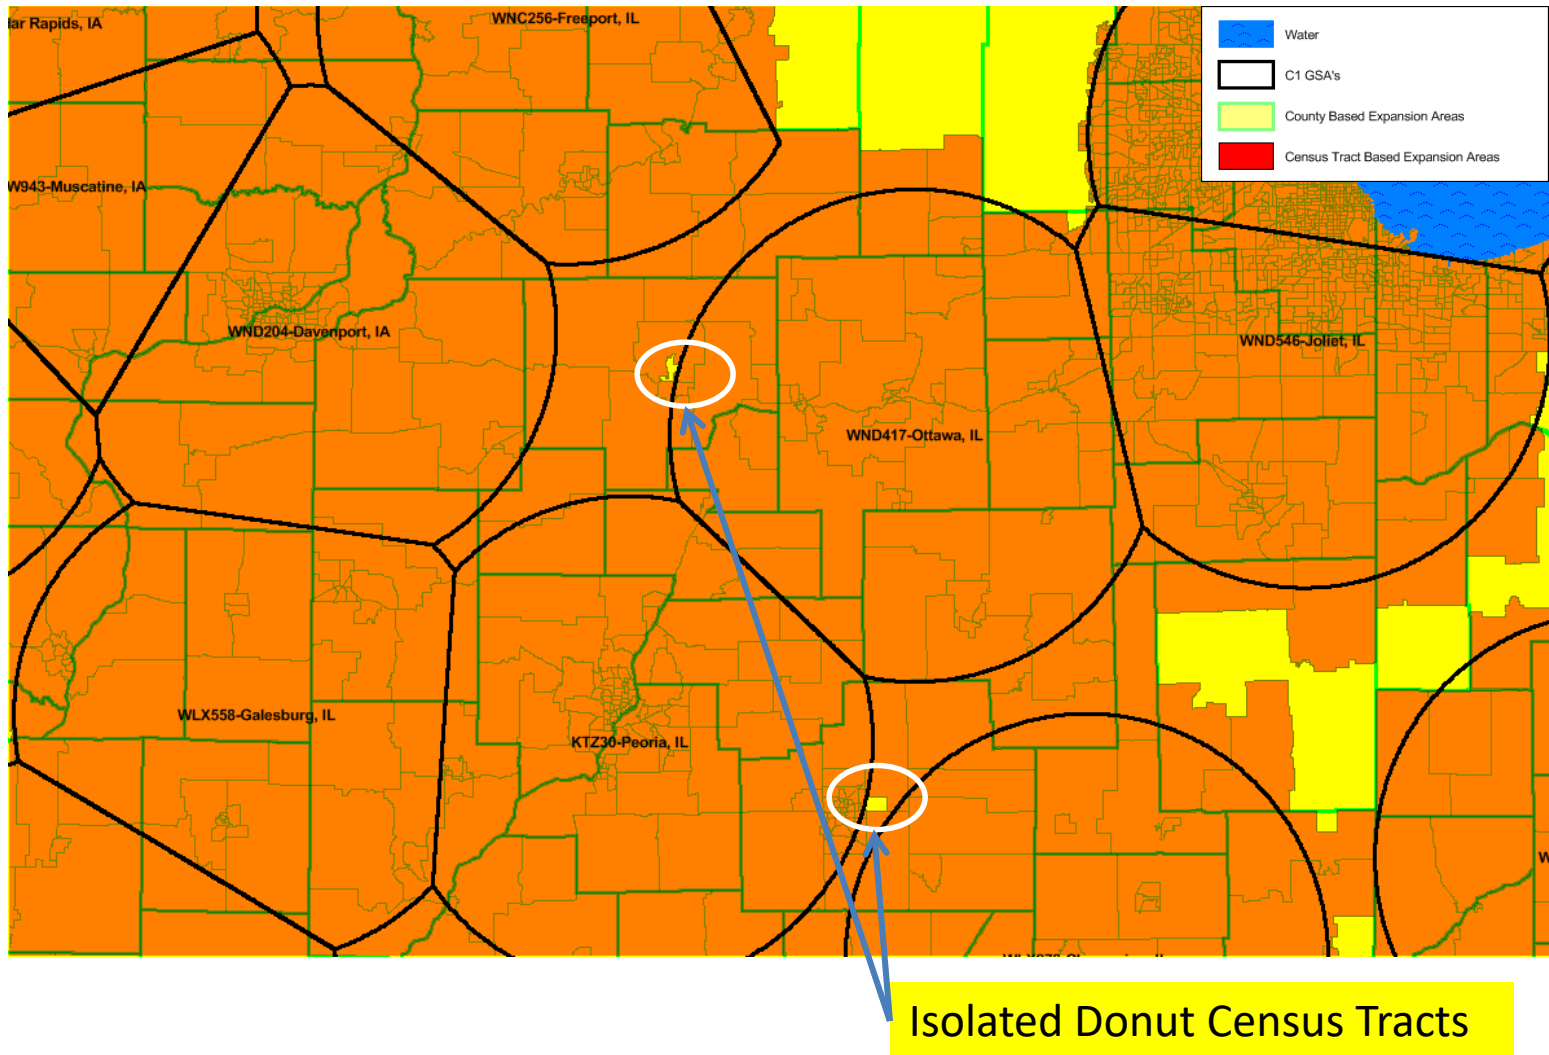 lar Rapids, IA
WNC256-Freeport, IL
Water
C1 GSA's
County Based Expansion Areas
Census Tract Based Expansion Areas
W943-Muscatine, IA
WND204-Davenport, IA
WND546-Joliet, IL
WND417-Ottawa, IL
WLX558-Galesburg, IL
KTZ30-Peoria, IL
W
Isolated Donut Census Tracts